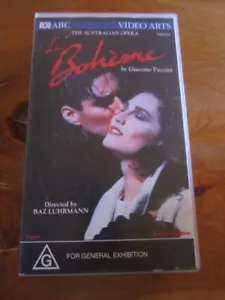 ABC VIDEO ARTS
THE AUSTRALIAN OPERA
La
Bohème
by Giacomo Puccini
Directed by
BAZ LUHRMANN
G
FOR GENERAL EXHIBITION